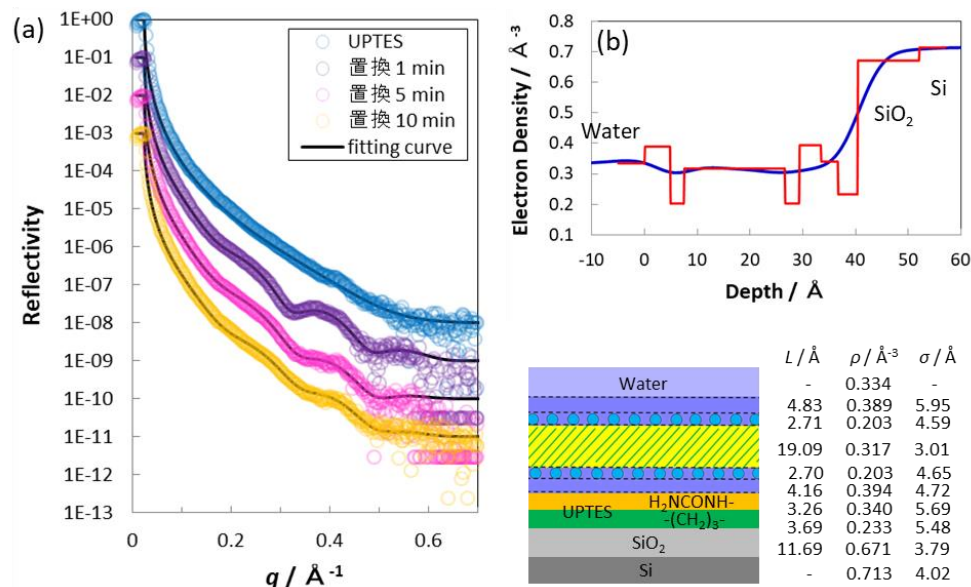 (a)
1E+00
1E-01
1E-02
1E-03
1E-04
1E-05
1E-06
1E-07
1E-08
1E-09
1E-10
1E-11
1E-12
1E-13
Reflectivity
0
0.2
0.4
0.6
q / Å⁻¹
UPTES
置換 1 min
置換 5 min
置換 10 min
fitting curve
(b)
0.8
0.7
0.6
0.5
0.4
0.3
0.2
0.1
Electron Density / Å⁻³
-10 0 10 20 30 40 50 60
Depth / Å
Water
SiO₂
Si
L / Å ρ / Å⁻³ σ / Å
Water - 0.334 -
4.83 0.389 5.95
2.71 0.203 4.59
19.09 0.317 3.01
2.70 0.203 4.65
4.16 0.394 4.72
H₂NCONH- 3.26 0.340 5.69
UPTES -(CH₂)₃- 3.69 0.233 5.48
SiO₂ 11.69 0.671 3.79
Si - 0.713 4.02